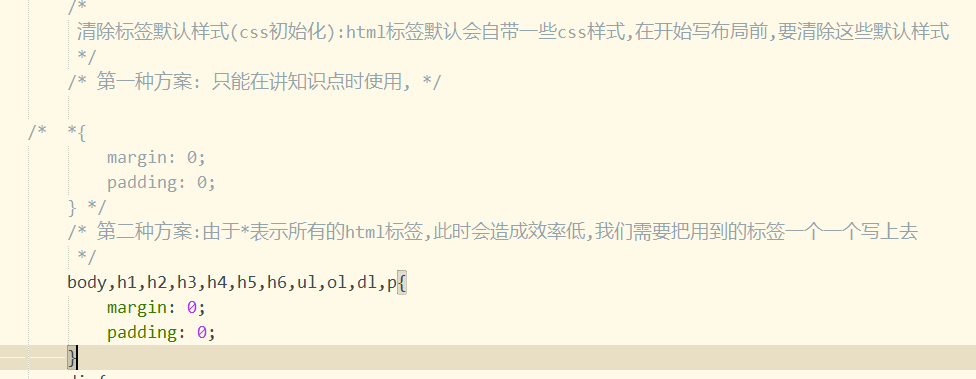 /*
清除标签默认样式(css初始化):html标签默认会自带一些css样式,在开始写布局前,要清除这些默认样式
*/
/* 第一种方案: 只能在讲知识点时使用, */
/* *{
margin: 0;
padding: 0;
} */
/* 第二种方案:由于*表示所有的html标签,此时会造成效率低,我们需要把用到的标签一个一个写上去
*/
body,h1,h2,h3,h4,h5,h6,ul,ol,dl,p{
margin: 0;
padding: 0;
}